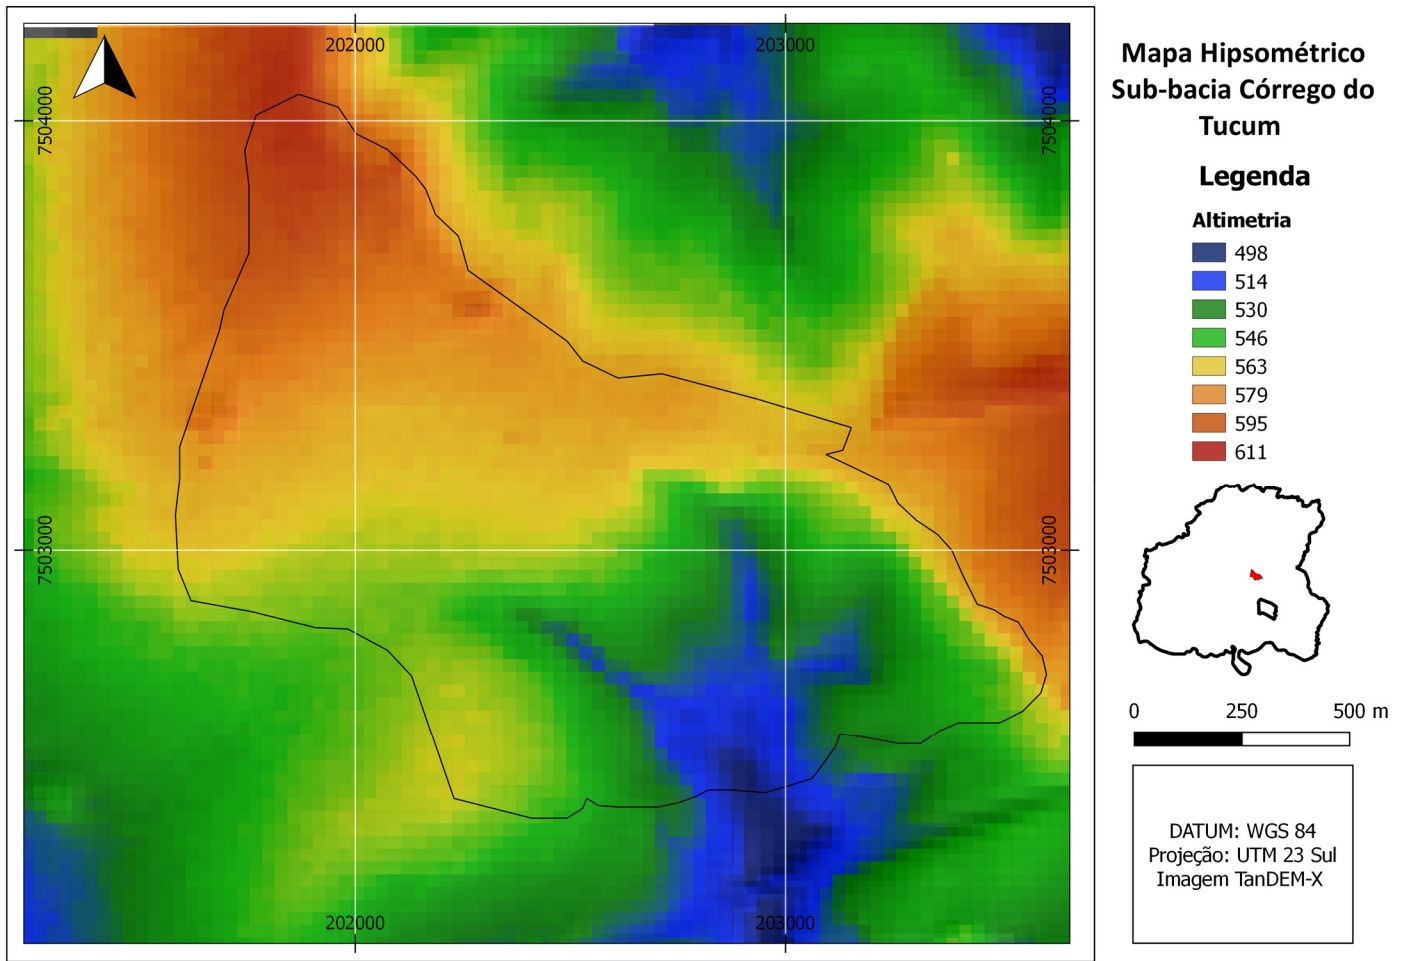 202000
203000
7504000
7504000
7503000
7503000
202000
203000
Mapa Hipsométrico
Sub-bacia Córrego do
Tucum
Legenda
Altimetria
498
514
530
546
563
579
595
611
0 250 500 m
DATUM: WGS 84
Projeção: UTM 23 Sul
Imagem TanDEM-X